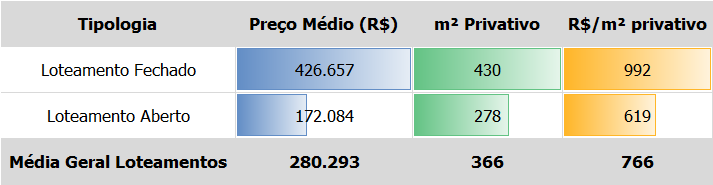 Tipologia Preço Médio (R$) m² Privativo R$/m² privativo
Loteamento Fechado 426.657 430 992
Loteamento Aberto 172.084 278 619
Média Geral Loteamentos 280.293 366 766